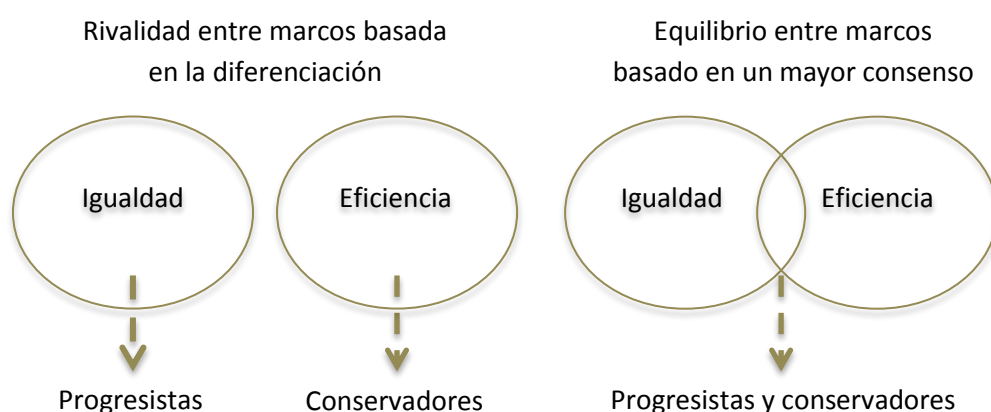 Rivalidad entre marcos basada
en la diferenciación
Equilibrio entre marcos
basado en un mayor consenso
Igualdad
Eficiencia
Igualdad
Eficiencia
Progresistas
Conservadores
Progresistas y conservadores